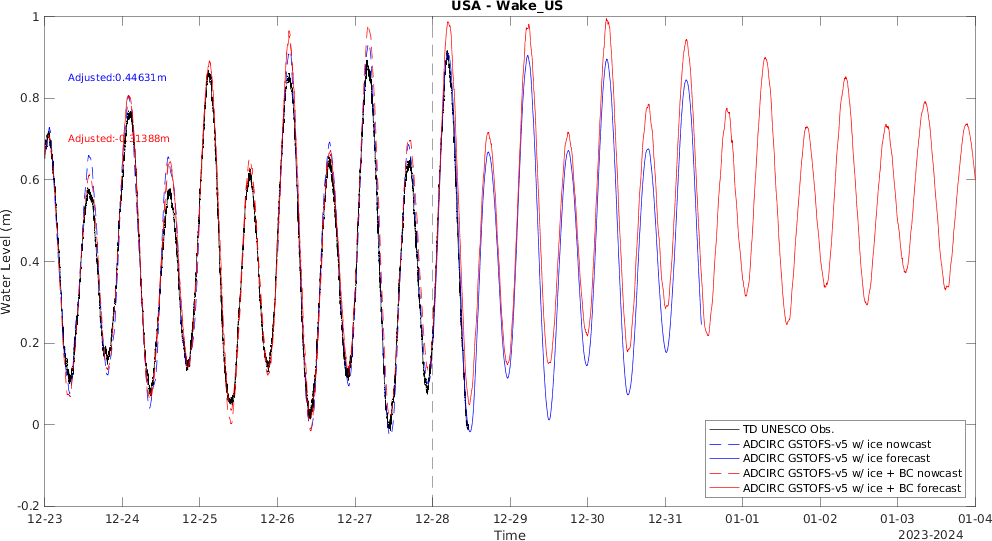 USA - Wake_US
Water Level (m)
1
0.8
0.6
0.4
0.2
0
-0.2
Adjusted:0.44631m
Adjusted:-0.31388m
TD UNESCO Obs.
ADCIRC GSTOFS-v5 w/ ice nowcast
ADCIRC GSTOFS-v5 w/ ice forecast
ADCIRC GSTOFS-v5 w/ ice + BC nowcast
ADCIRC GSTOFS-v5 w/ ice + BC forecast
12-23 12-24 12-25 12-26 12-27 12-28 12-29 12-30 12-31 01-01 01-02 01-03 01-04
Time
2023-2024